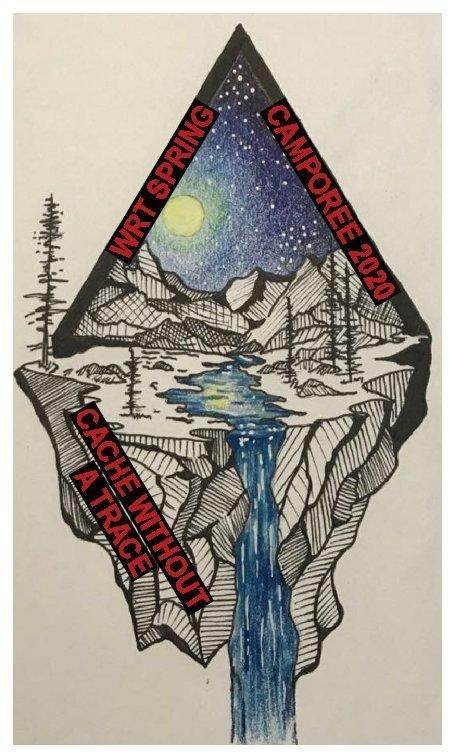 WRT SPRING
CAMPOREE 2020
CACHE WITHOUT
A TRACE